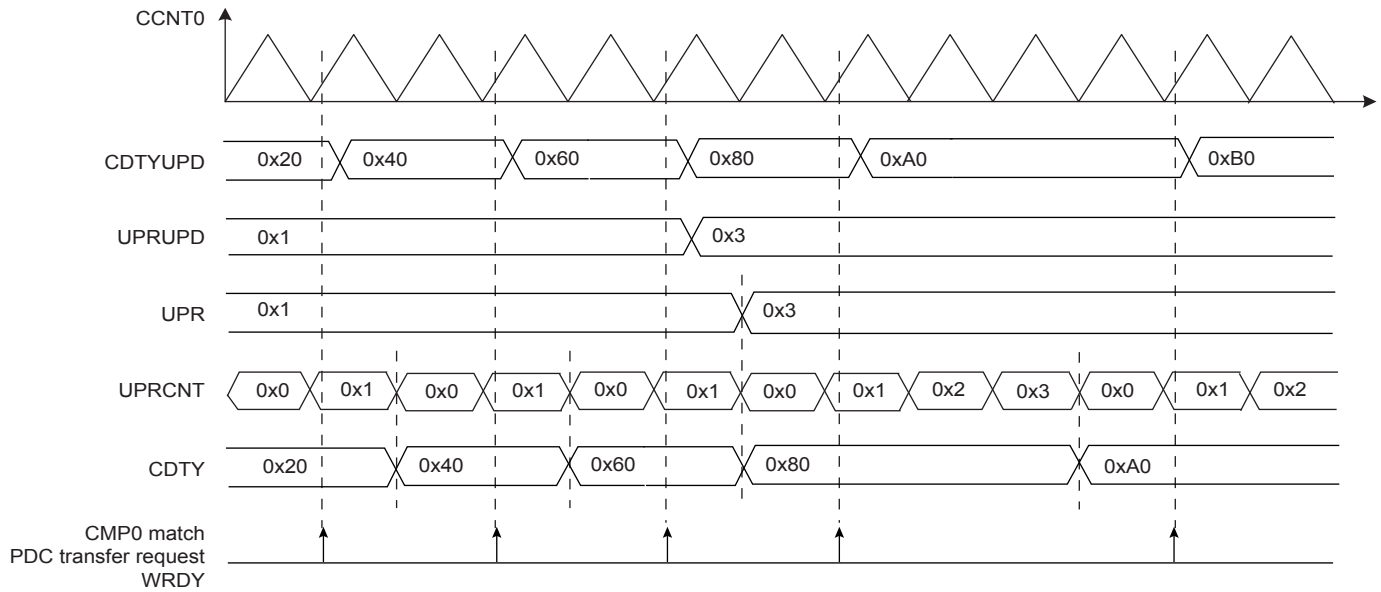 CCNT0
CDTYUPD 0x20 0x40 0x60 0x80 0xA0 0xB0
UPRUPD 0x1 0x3
UPR 0x1 0x3
UPRCNT 0x0 0x1 0x0 0x1 0x0 0x1 0x0 0x1 0x2 0x3 0x0 0x1 0x2
CDTY 0x20 0x40 0x60 0x80 0xA0
CMP0 match
PDC transfer request
WRDY